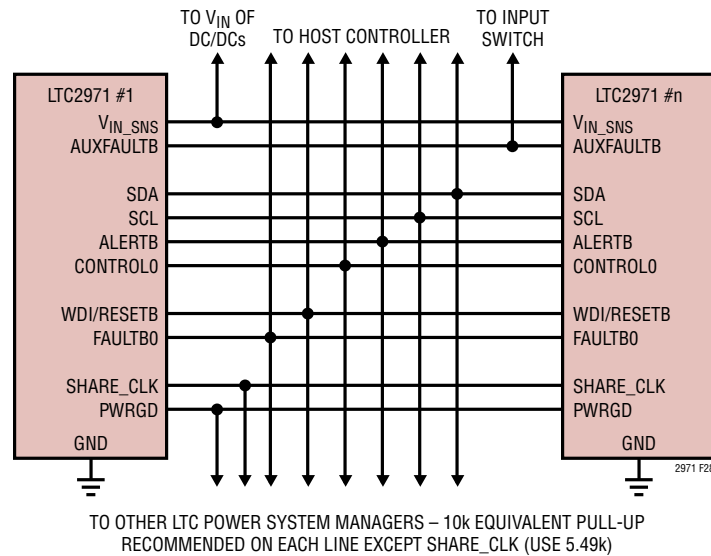 TO VIN OF
DC/DCs
TO HOST CONTROLLER
TO INPUT
SWITCH
LTC2971 #1
VIN_SNS
AUXFAULTB
SDA
SCL
ALERTB
CONTROL0
WDI/RESETB
FAULTB0
SHARE_CLK
PWRGD
GND
LTC2971 #n
VIN_SNS
AUXFAULTB
SDA
SCL
ALERTB
CONTROL0
WDI/RESETB
FAULTB0
SHARE_CLK
PWRGD
GND
2971 F28
TO OTHER LTC POWER SYSTEM MANAGERS – 10k EQUIVALENT PULL-UP
RECOMMENDED ON EACH LINE EXCEPT SHARE_CLK (USE 5.49k)